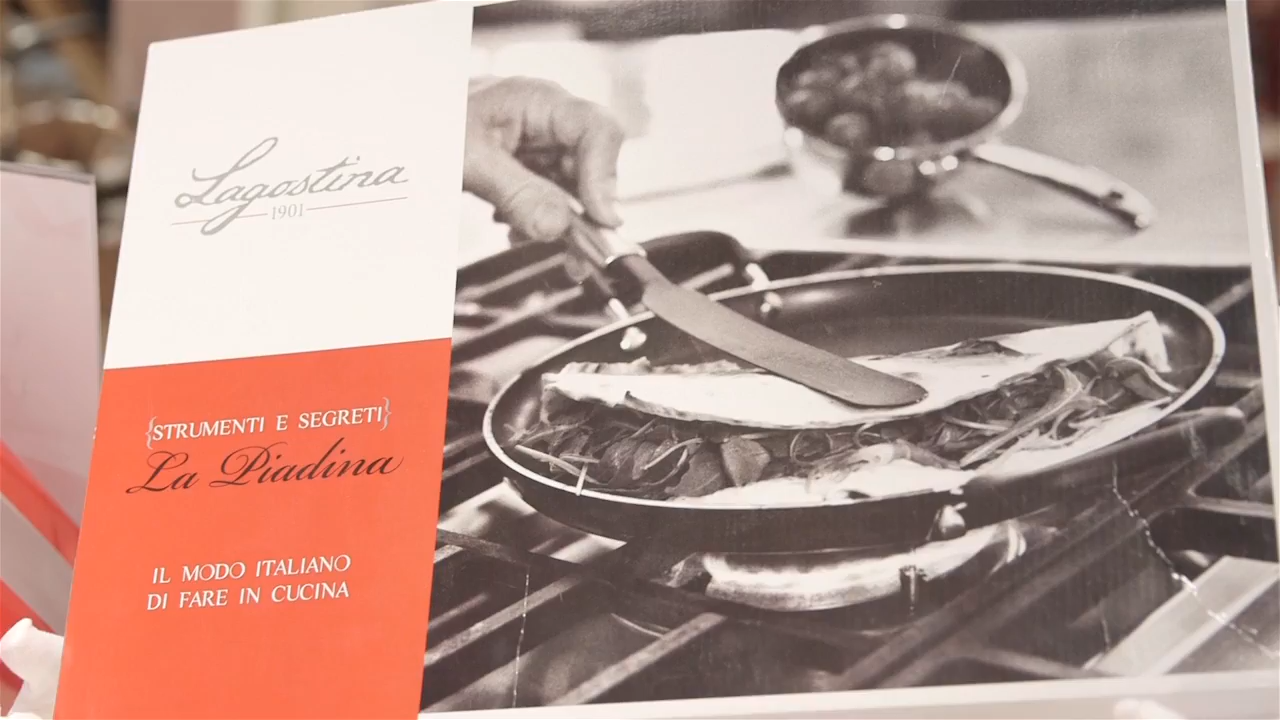 Lagostina
1901
{STRUMENTI E SEGRETI}
La Piadina
IL MODO ITALIANO
DI FARE IN CUCINA